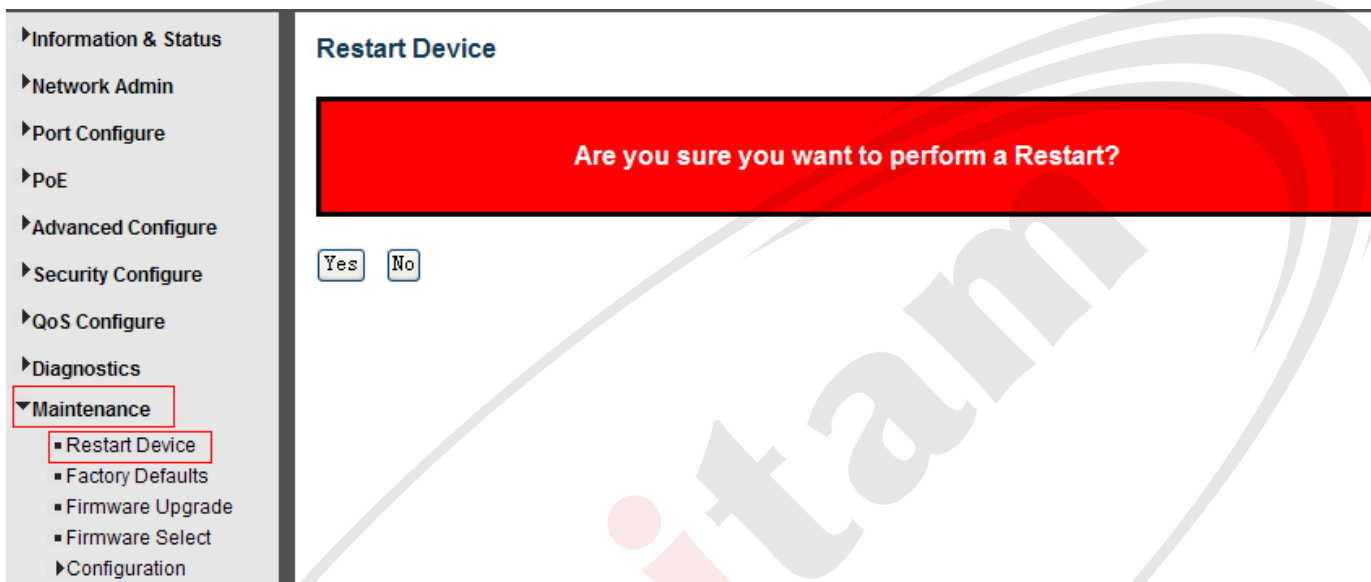 Information & Status
Network Admin
Port Configure
PoE
Advanced Configure
Security Configure
QoS Configure
Diagnostics
Maintenance
Restart Device
Factory Defaults
Firmware Upgrade
Firmware Select
Configuration
Restart Device
Are you sure you want to perform a Restart?
Yes No
itam